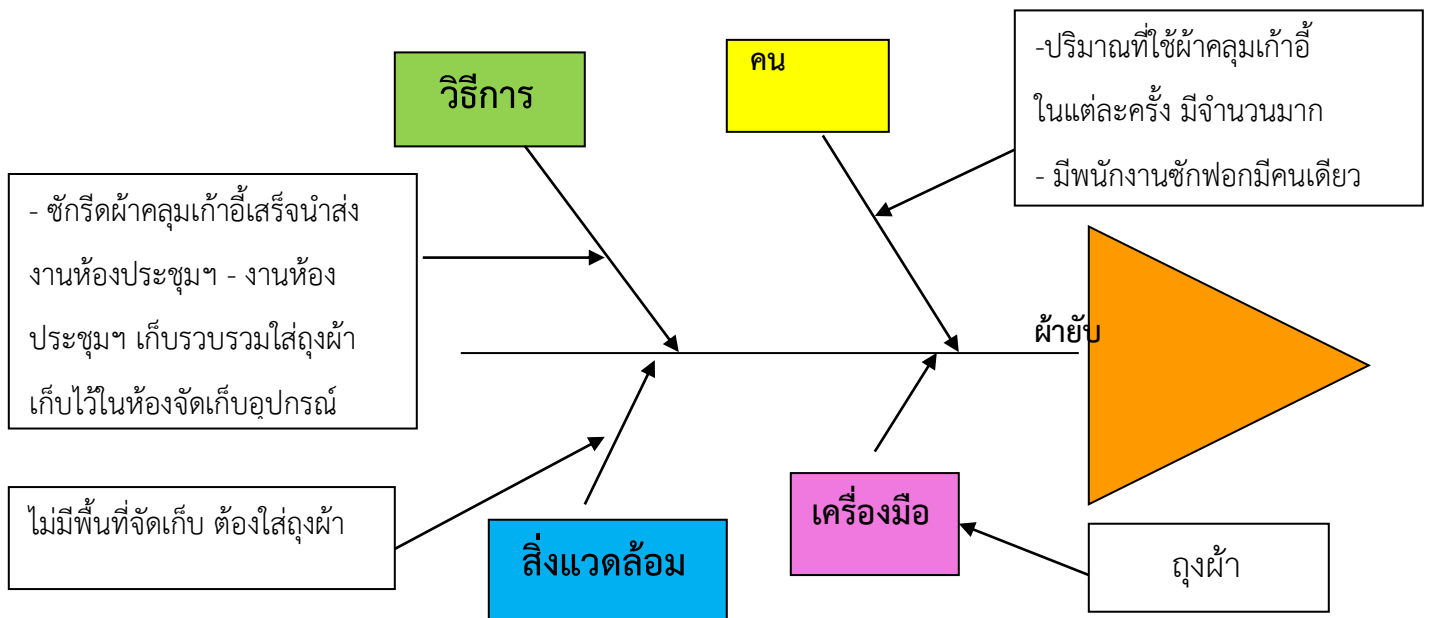 วิธีการ
คน
-ปริมาณที่ใช้ผ้าคลุมเก้าอี้
ในแต่ละครั้ง มีจำนวนมาก
- มีพนักงานซักฟอกมีคนเดียว
- ซักรีดผ้าคลุมเก้าอี้เสร็จนำส่ง
งานห้องประชุมฯ - งานห้อง
ประชุมฯ เก็บรวบรวมใส่ถุงผ้า
เก็บไว้ในห้องจัดเก็บอุปกรณ์
ผ้ายับ
ไม่มีพื้นที่จัดเก็บ ต้องใส่ถุงผ้า
สิ่งแวดล้อม
เครื่องมือ
ถุงผ้า